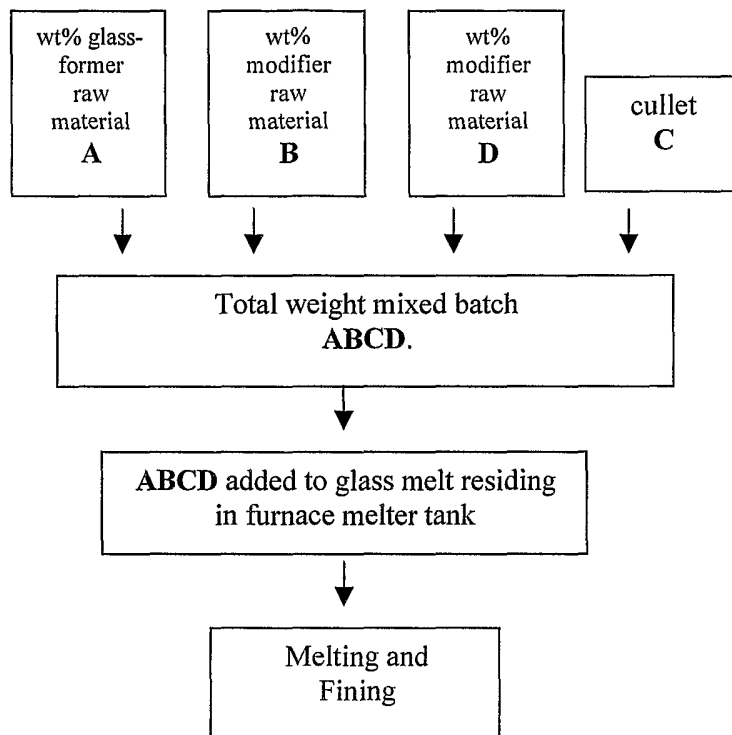 wt% glass-
former
raw
material
A
wt%
modifier
raw
material
B
wt%
modifier
raw
material
D
cullet
C
Total weight mixed batch
ABCD.
ABCD added to glass melt residing
in furnace melter tank
Melting and
Fining